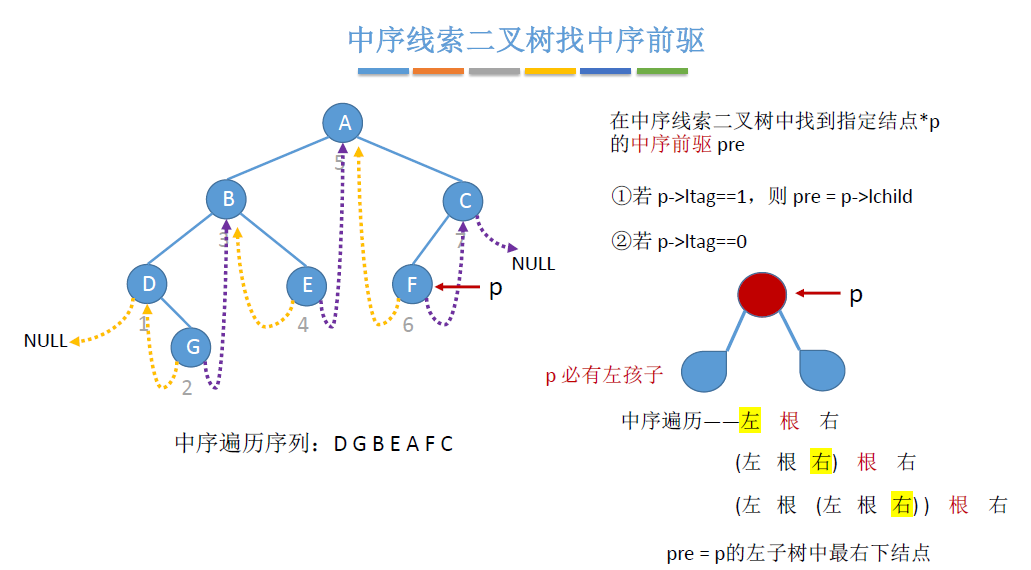 中序线索二叉树找中序前驱
A
5
B
3
C
7
NULL
D
1
E
4
F
6
p
NULL
G
2
中序遍历序列：D G B E A F C
在中序线索二叉树中找到指定结点*p
的中序前驱 pre
①若 p->ltag==1，则 pre = p->lchild
②若 p->ltag==0
p
p 必有左孩子
中序遍历——左 根 右
(左 根 右) 根 右
(左 根 (左 根 右) ) 根 右
pre = p的左子树中最右下结点